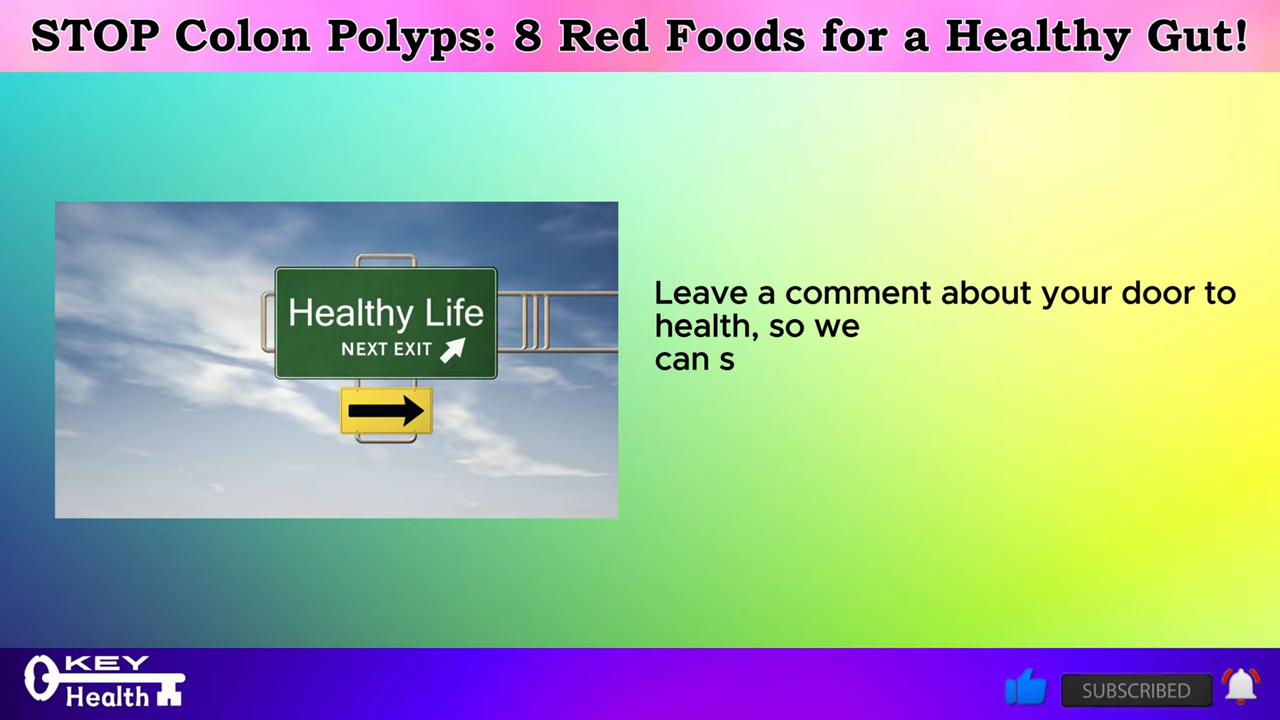 STOP Colon Polyps: 8 Red Foods for a Healthy Gut!
Healthy Life
NEXT EXIT
Leave a comment about your door to
health, so we
can s
KEY
Health
SUBSCRIBED